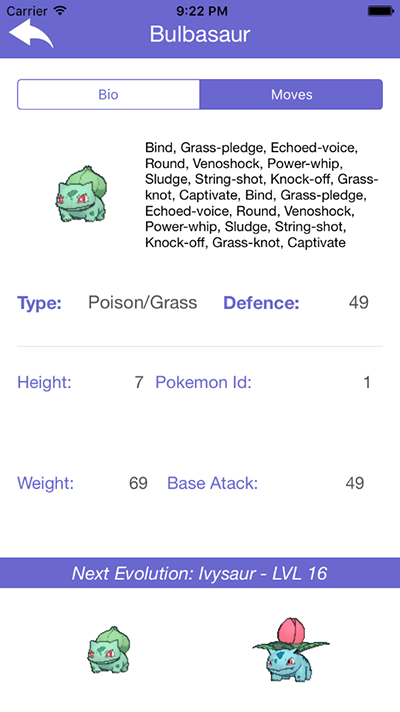 Carrier 9:22 PM
Bulbasaur
Bio Moves
Bind, Grass-pledge, Echoed-voice,
Round, Venoshock, Power-whip,
Sludge, String-shot, Knock-off, Grass-
knot, Captivate, Bind, Grass-pledge,
Echoed-voice, Round, Venoshock,
Power-whip, Sludge, String-shot,
Knock-off, Grass-knot, Captivate
Type: Poison/Grass Defence: 49
Height: 7 Pokemon Id: 1
Weight: 69 Base Atack: 49
Next Evolution: Ivysaur - LVL 16